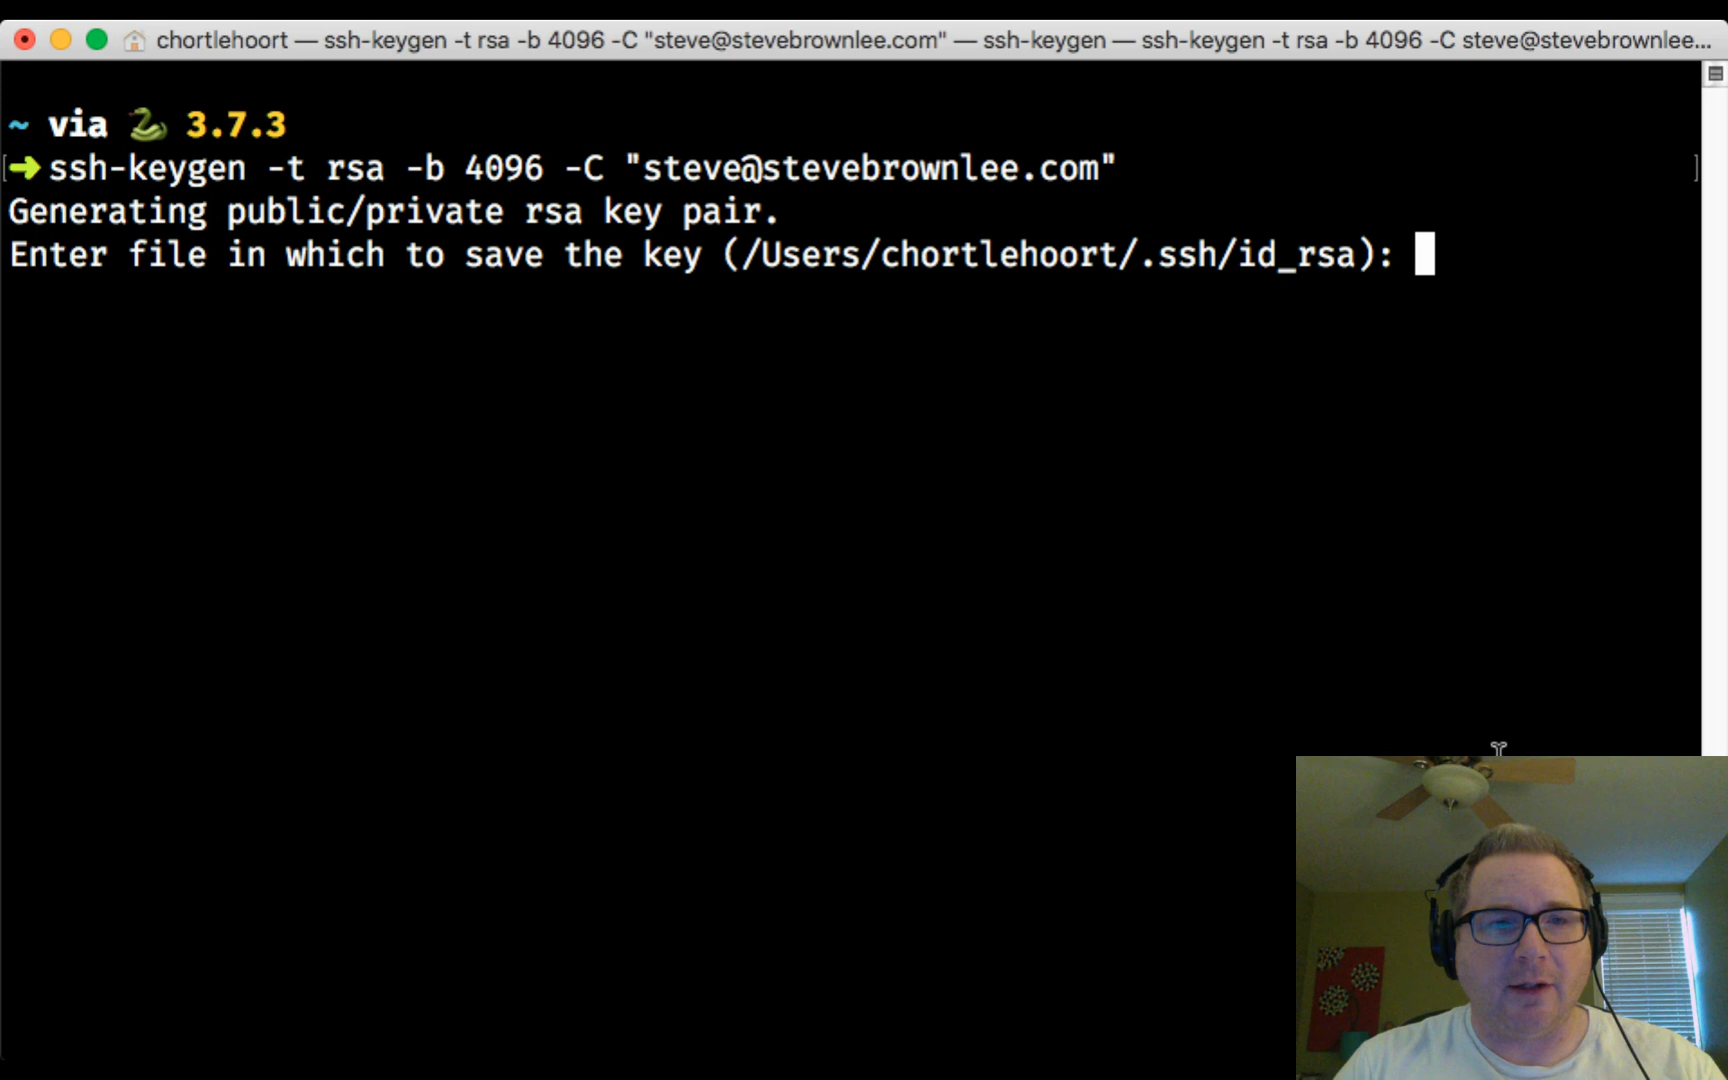 chortlehoort — ssh-keygen -t rsa -b 4096 -C "steve@stevebrownlee.com" — ssh-keygen — ssh-keygen -t rsa -b 4096 -C steve@stevebrownlee...
~ via 🐍 3.7.3
➜ ssh-keygen -t rsa -b 4096 -C "steve@stevebrownlee.com"
Generating public/private rsa key pair.
Enter file in which to save the key (/Users/chortlehoort/.ssh/id_rsa):